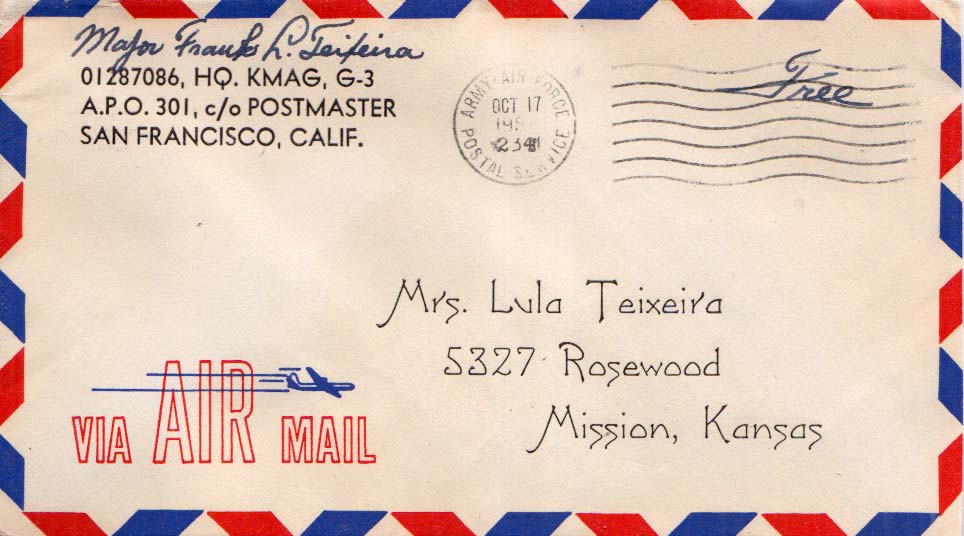 Major Frank L. Teixeira
01287086, HQ. KMAG, G-3
A.P.O. 301, c/o POSTMASTER
SAN FRANCISCO, CALIF.
ARMY-AIR FORCE
OCT 17
POSTAL SERVICE
Free
Mrs. Lula Teixeira
5327 Rosewood
Mission, Kansas
VIA AIR MAIL